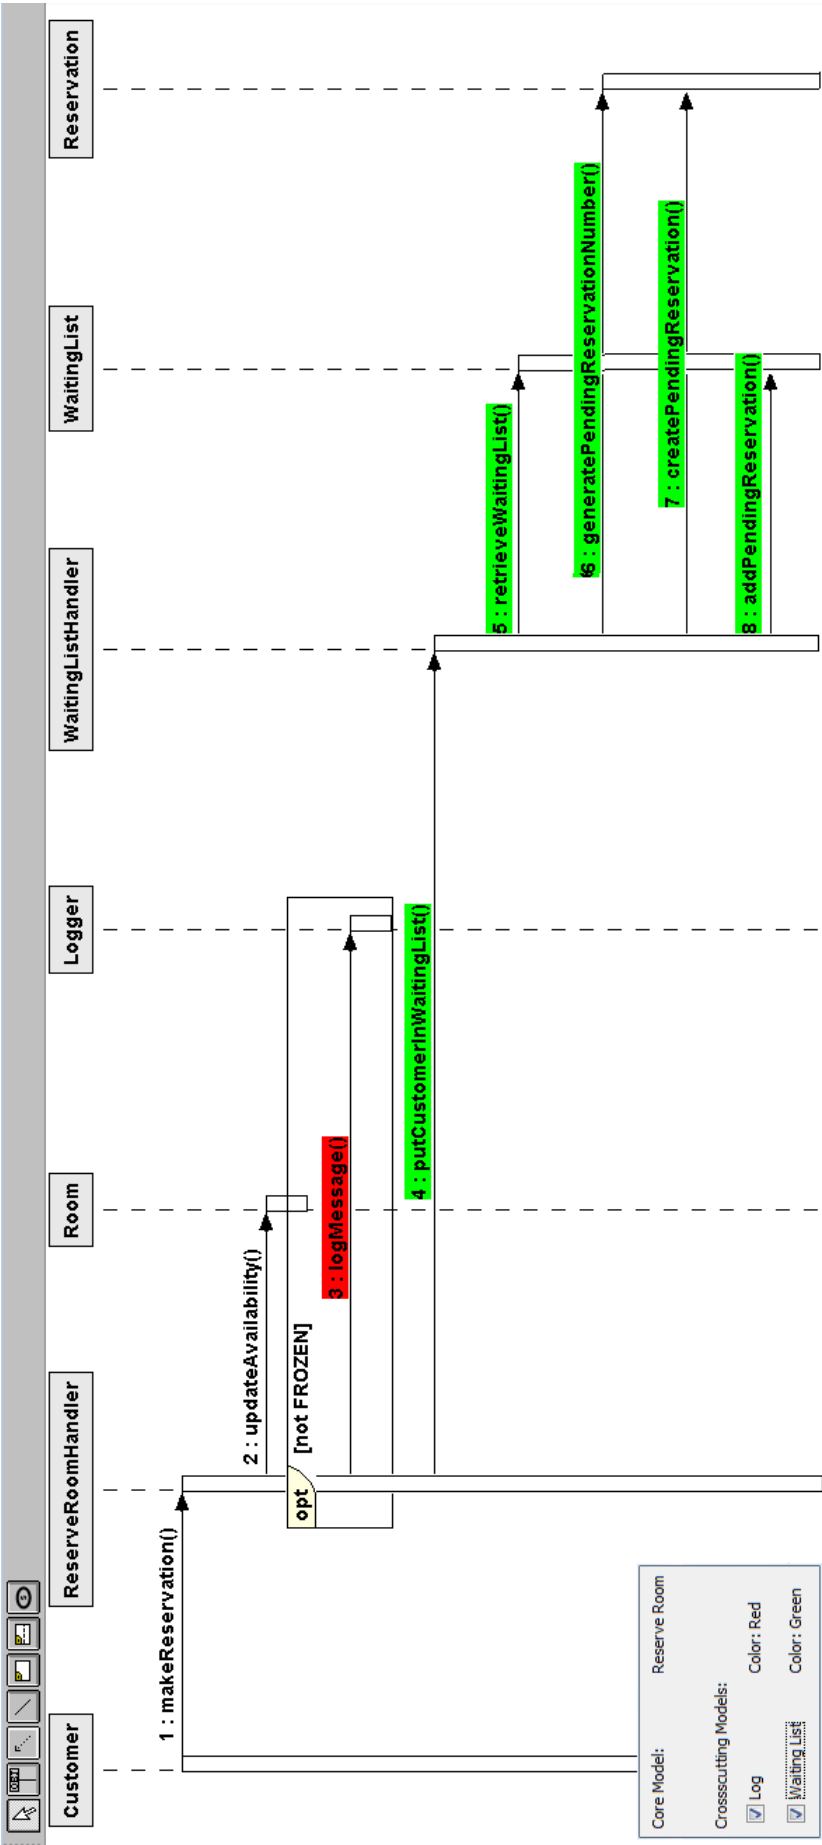 Customer
ReserveRoomHandler
Room
Logger
WaitingListHandler
WaitingList
Reservation
1 : makeReservation()
2 : updateAvailability()
opt
[not FROZEN]
3 : logMessage()
4 : putCustomerInWaitingList()
5 : retrieveWaitingList()
6 : generatePendingReservationNumber()
7 : createPendingReservation()
8 : addPendingReservation()
Core Model: Reserve Room
Crossscutting Models:
Log Color: Red
Waiting List Color: Green